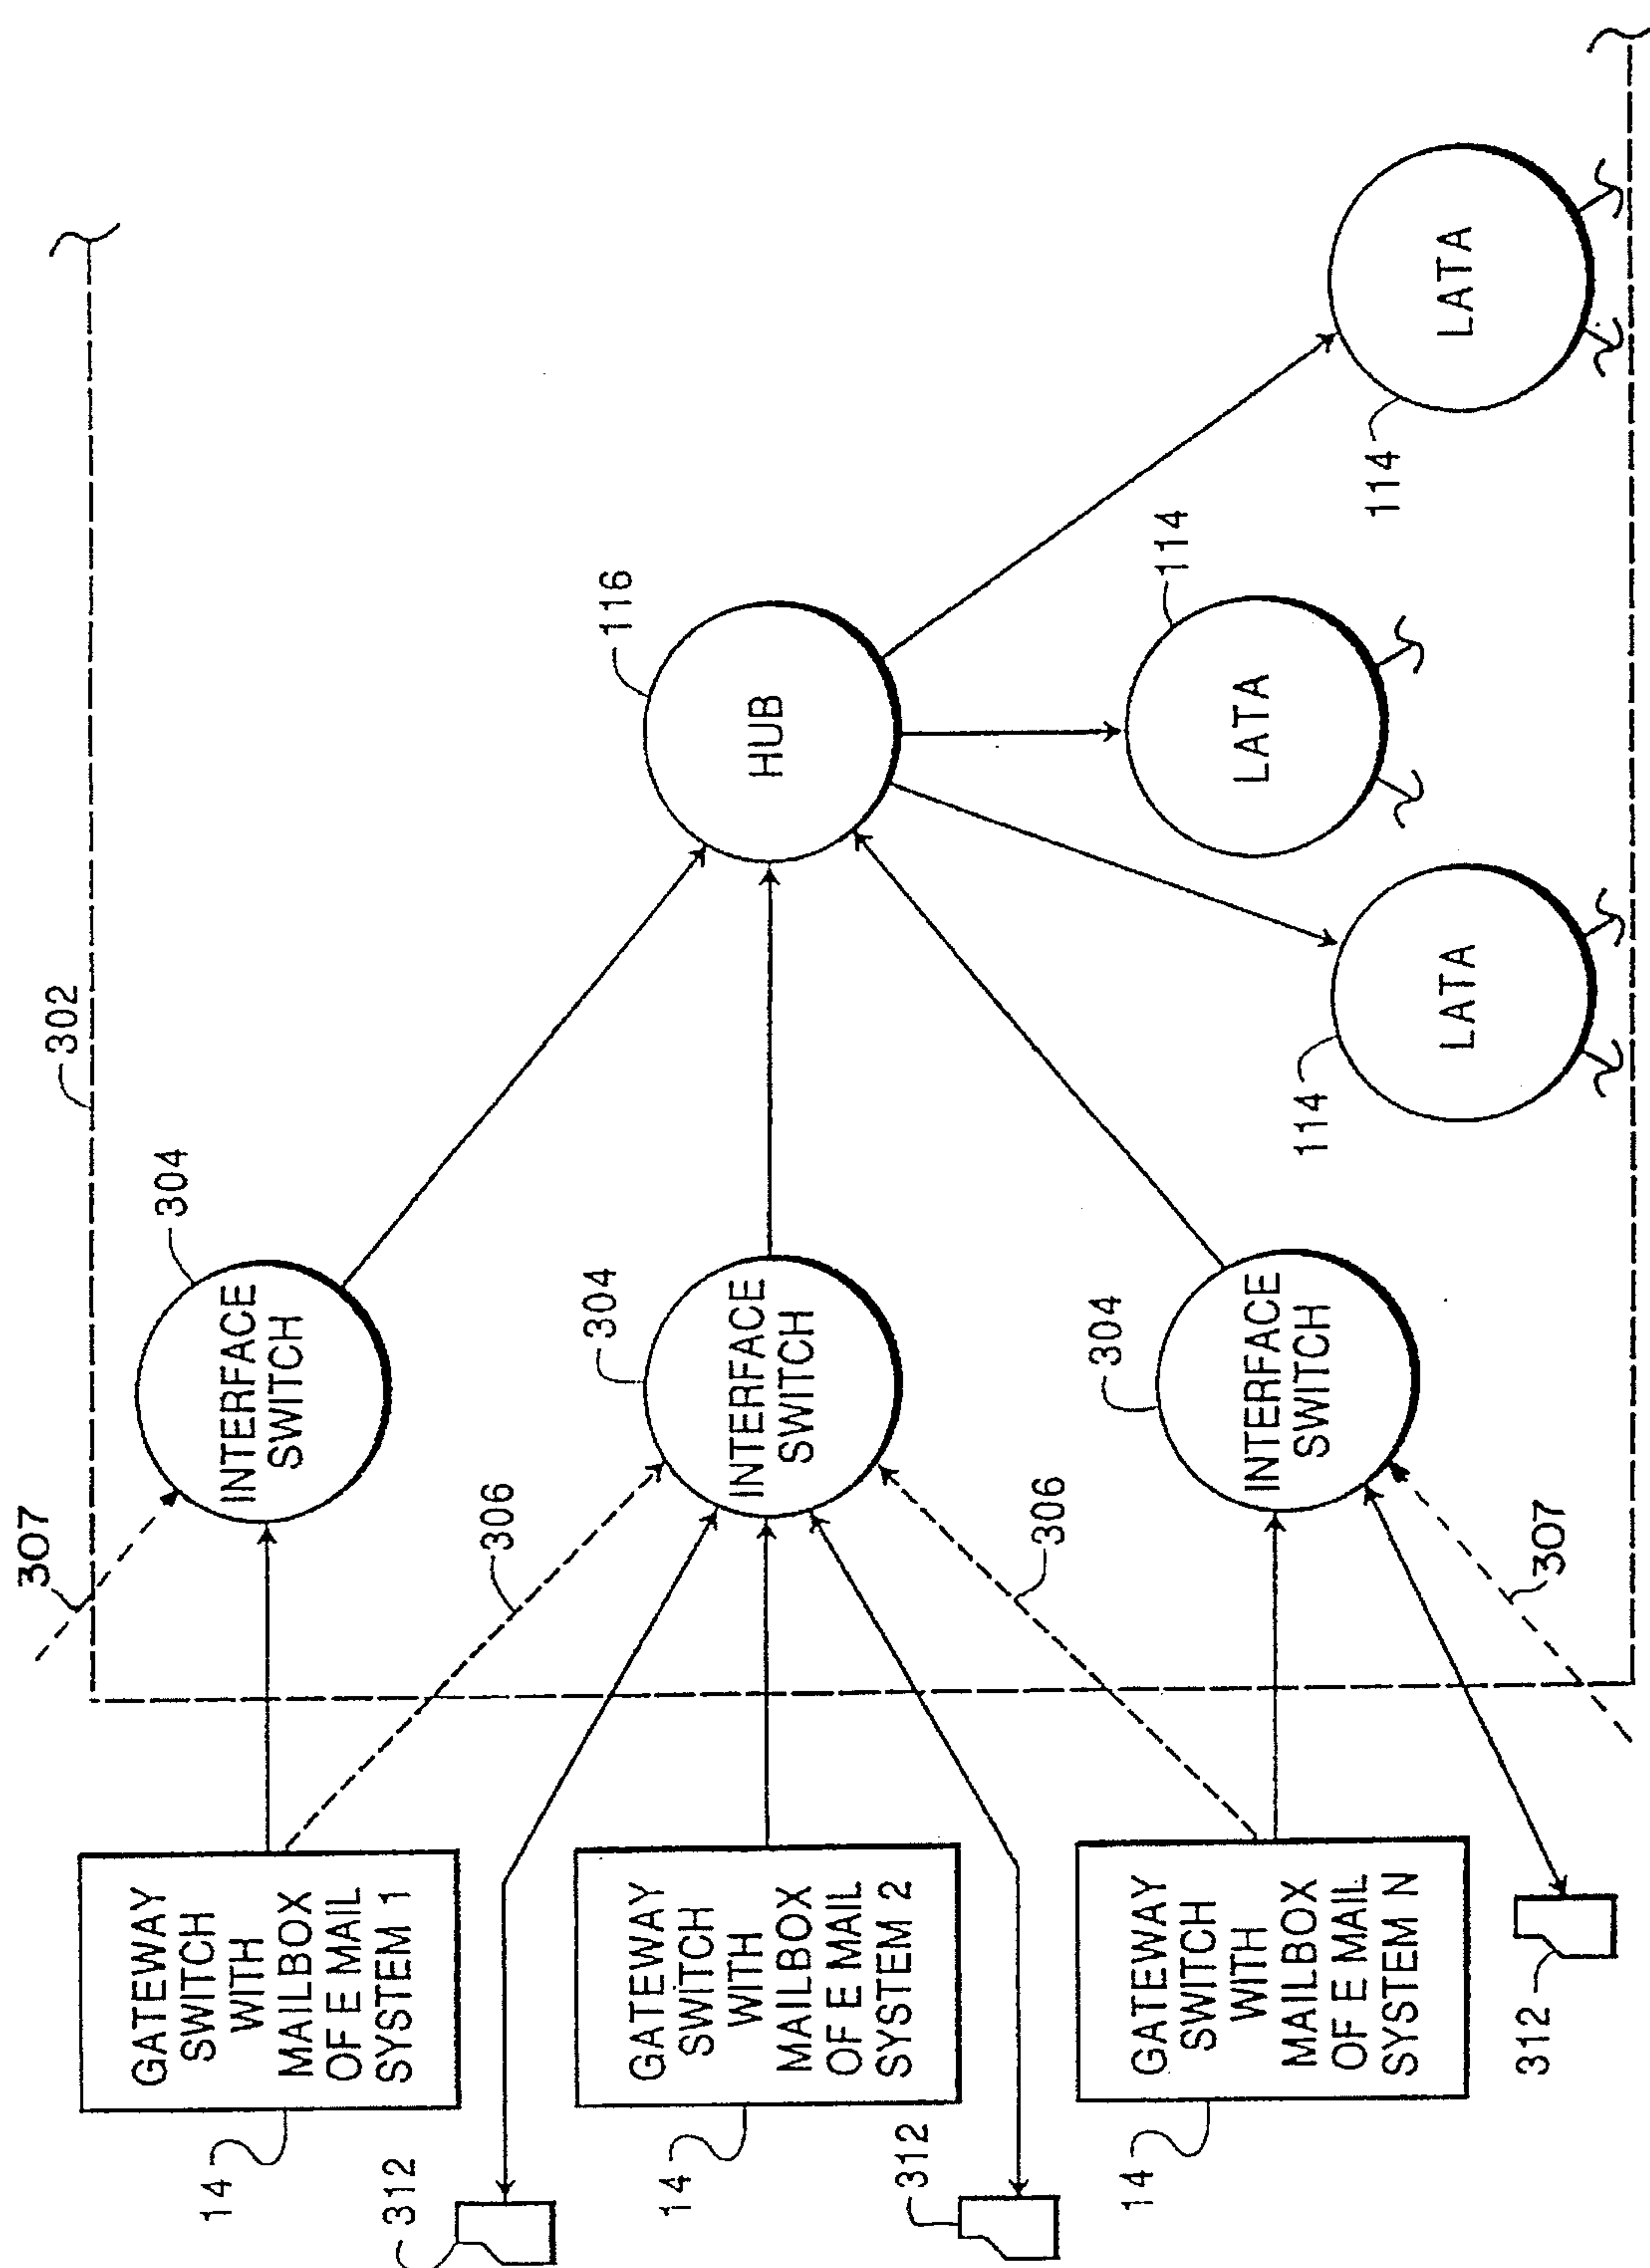 302
307
304
INTERFACE
SWITCH
GATEWAY
SWITCH
WITH
MAILBOX
OF E MAIL
SYSTEM 1
14
306
312
116
HUB
304
INTERFACE
SWITCH
GATEWAY
SWITCH
WITH
MAILBOX
OF E MAIL
SYSTEM 2
14
312
306
114
LATA
304
INTERFACE
SWITCH
GATEWAY
SWITCH
WITH
MAILBOX
OF E MAIL
SYSTEM N
14
114
LATA
114
LATA
307
312